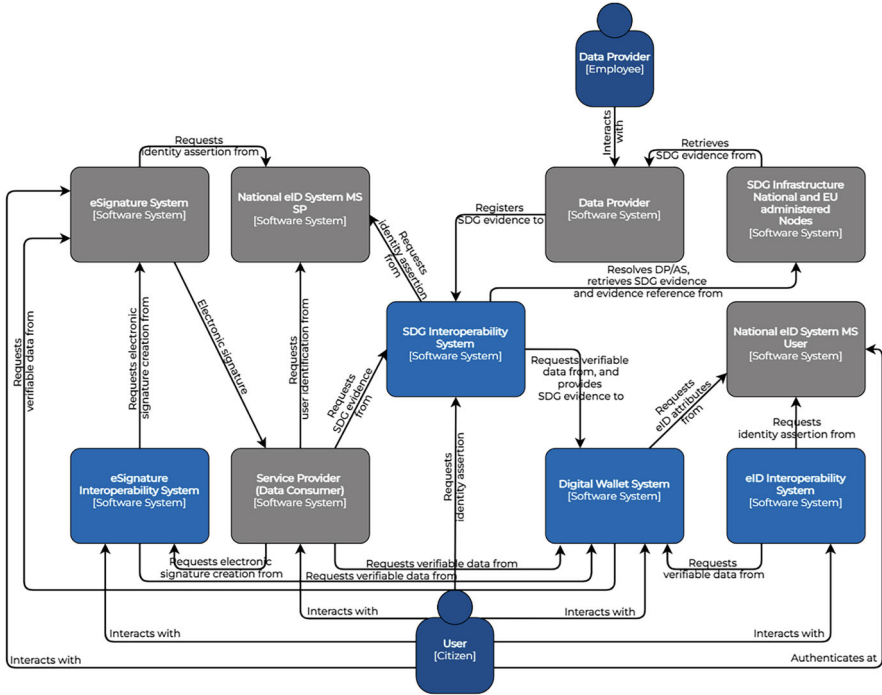 Data Provider
[Employee]
Interacts
with
Requests
identity assertion from
Retrieves
SDG evidence from
eSignature System
[Software System]
National eID System MS
SP
[Software System]
Data Provider
[Software System]
SDG Infrastructure
National and EU
administered
Nodes
[Software System]
Registers
SDG evidence to
Requests
identity assertion
from
Resolves DP/AS,
retrieves SDG evidence
and evidence reference from
Requests
verifiable data from
Requests electronic
signature creation from
Electronic signature
Requests
user identification from
Requests
SDG evidence
from
SDG Interoperability
System
[Software System]
Requests verifiable
data from, and
provides
SDG evidence to
National eID System MS
User
[Software System]
Requests
eID attributes
from
Requests
identity assertion from
Requests
identity assertion
eSignature
Interoperability System
[Software System]
Service Provider
(Data Consumer)
[Software System]
Digital Wallet System
[Software System]
eID Interoperability
System
[Software System]
Requests electronic
signature creation from
Requests verifiable data from
Requests verifiable data from
Requests
verifiable data from
Interacts with
Interacts with
Interacts with
Interacts with
User
[Citizen]
Interacts with
Authenticates at